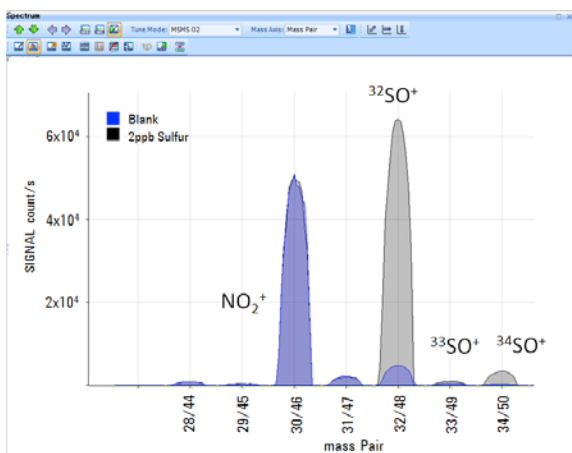 Spectrum
Tune Mode: MSMS O2 Mass Axis: Mass Pair
Blank
2ppb Sulfur
³²SO⁺
6x10⁴
4x10⁴
2x10⁴
SIGNAL count/s
NO₂⁺
³³SO⁺
³⁴SO⁺
28/44
29/45
30/46
31/47
32/48
33/49
34/50
mass Pair